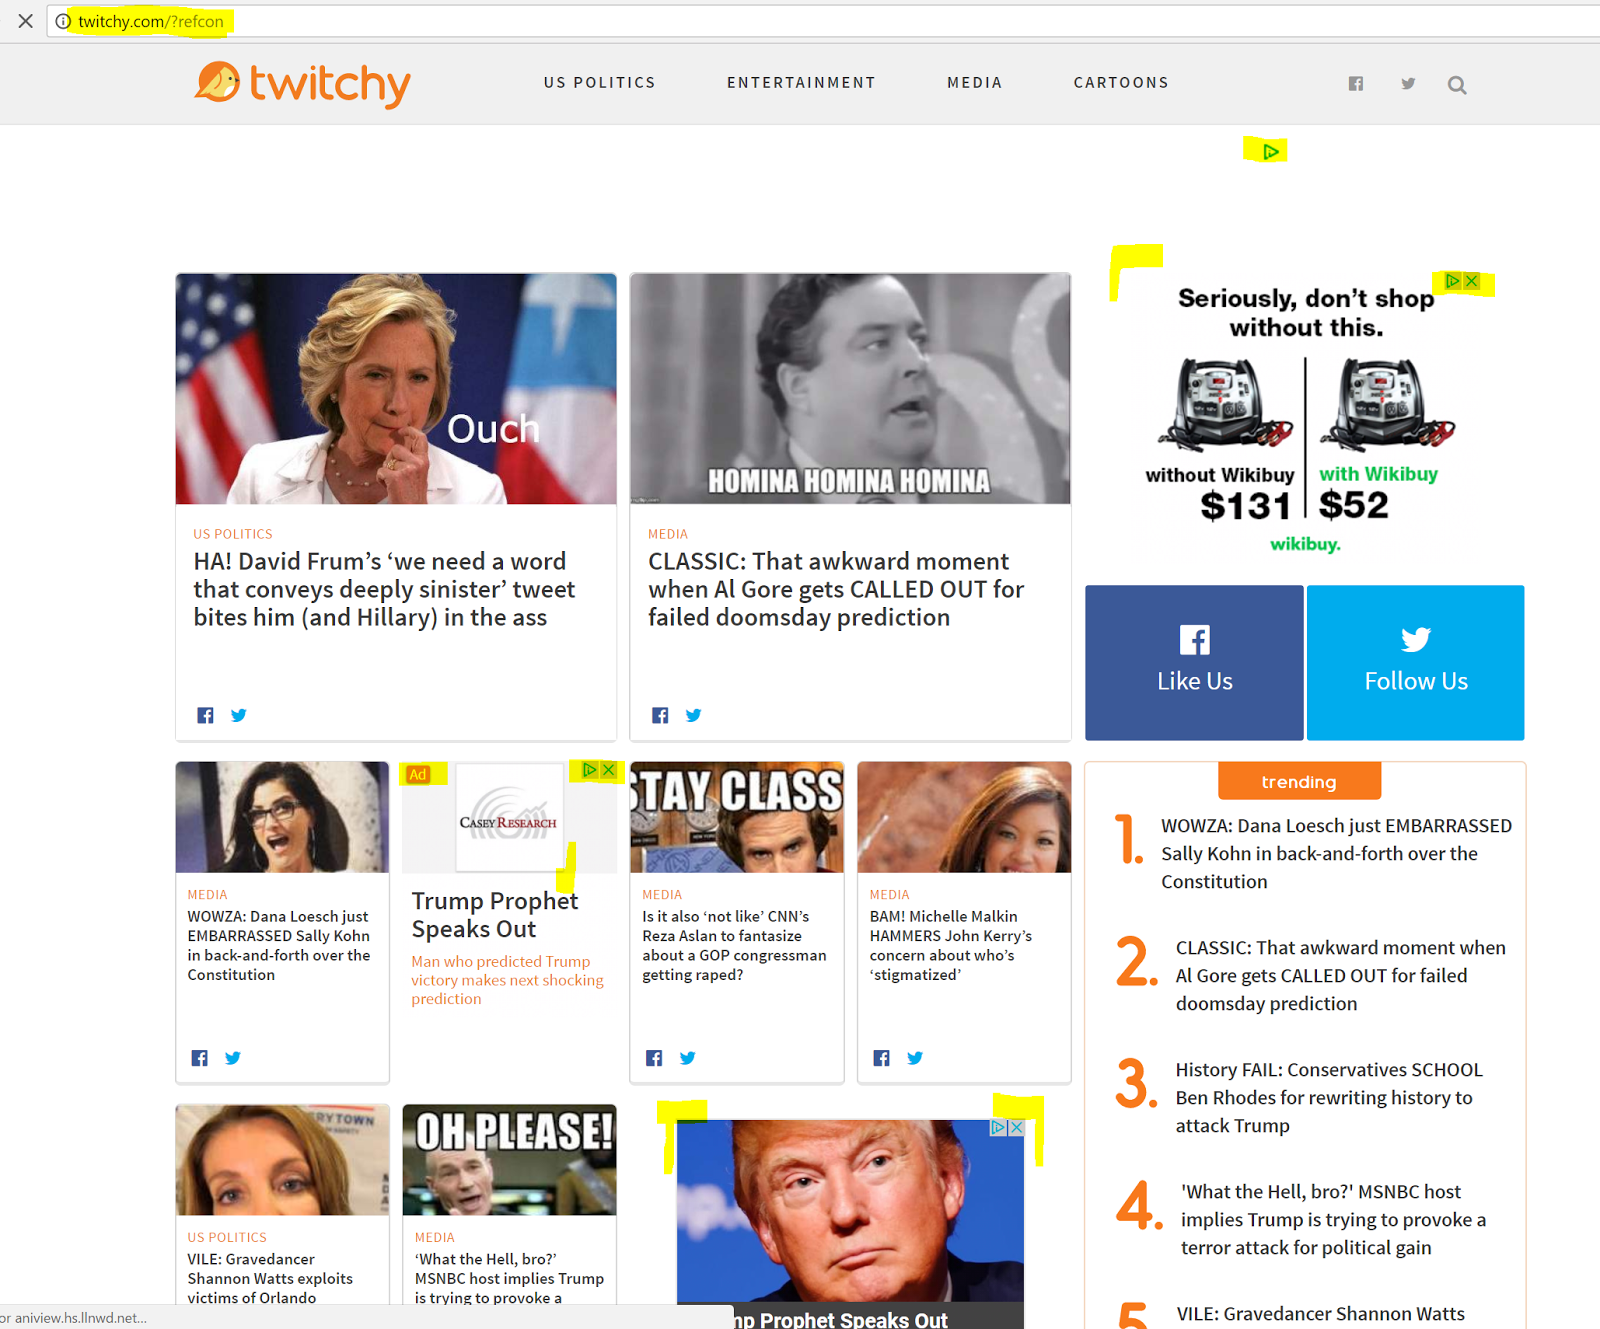 twitchy.com/?refcon
twitchy
US POLITICS
ENTERTAINMENT
MEDIA
CARTOONS
Ouch
US POLITICS
HA! David Frum’s ‘we need a word
that conveys deeply sinister’ tweet
bites him (and Hillary) in the ass
HOMINA HOMINA HOMINA
MEDIA
CLASSIC: That awkward moment
when Al Gore gets CALLED OUT for
failed doomsday prediction
Seriously, don’t shop
without this.
without Wikibuy
$131
with Wikibuy
$52
wikibuy.
Like Us
Follow Us
MEDIA
WOWZA: Dana Loesch just
EMBARRASSED Sally Kohn
in back-and-forth over the
Constitution
Ad
CASEY RESEARCH
Trump Prophet
Speaks Out
Man who predicted Trump
victory makes next shocking
prediction
STAY CLASS
MEDIA
Is it also ‘not like’ CNN’s
Reza Aslan to fantasize
about a GOP congressman
getting raped?
MEDIA
BAM! Michelle Malkin
HAMMERS John Kerry’s
concern about who’s
‘stigmatized’
trending
1. WOWZA: Dana Loesch just EMBARRASSED
Sally Kohn in back-and-forth over the
Constitution
2. CLASSIC: That awkward moment when
Al Gore gets CALLED OUT for failed
doomsday prediction
3. History FAIL: Conservatives SCHOOL
Ben Rhodes for rewriting history to
attack Trump
4. 'What the Hell, bro?' MSNBC host
implies Trump is trying to provoke a
terror attack for political gain
5. VILE: Gravedancer Shannon Watts
US POLITICS
VILE: Gravedancer
Shannon Watts exploits
victims of Orlando
OH PLEASE!
MEDIA
‘What the Hell, bro?’
MSNBC host implies Trump
is trying to provoke a
mp Prophet Speaks Out
or aniview.hs.llnwd.net...